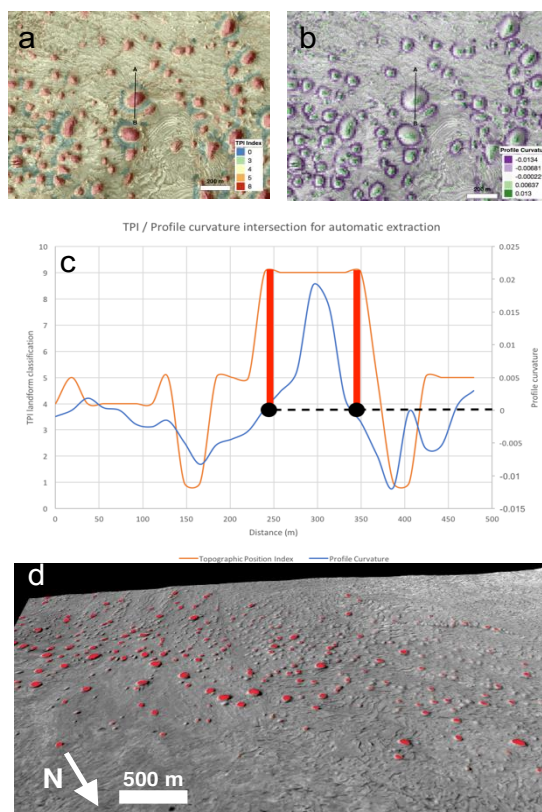 a
A
B
TPI Index
0
3
4
5
8
200 m
b
A
Profile Curvatur
-0.0134
-0.00681
-0.00022
0.00637
0.013
200 m
TPI / Profile curvature intersection for automatic extraction
c
10
9
8
7
6
5
4
3
2
1
0
TPI landform classification
0.025
0.02
0.015
0.01
0.005
0
-0.005
-0.01
-0.015
Profile curvature
0 50 100 150 200 250 300 350 400 450 500
Distance (m)
Topographic Position Index Profile Curvature
d
N
500 m